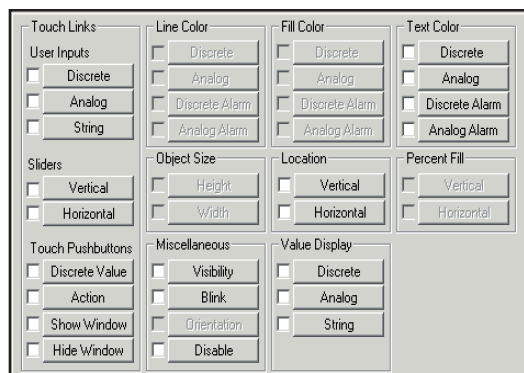 Touch Links
User Inputs
Discrete
Analog
String
Sliders
Vertical
Horizontal
Touch Pushbuttons
Discrete Value
Action
Show Window
Hide Window
Line Color
Discrete
Analog
Discrete Alarm
Analog Alarm
Object Size
Height
Width
Miscellaneous
Visibility
Blink
Orientation
Disable
Fill Color
Discrete
Analog
Discrete Alarm
Analog Alarm
Location
Vertical
Horizontal
Value Display
Discrete
Analog
String
Text Color
Discrete
Analog
Discrete Alarm
Analog Alarm
Percent Fill
Vertical
Horizontal